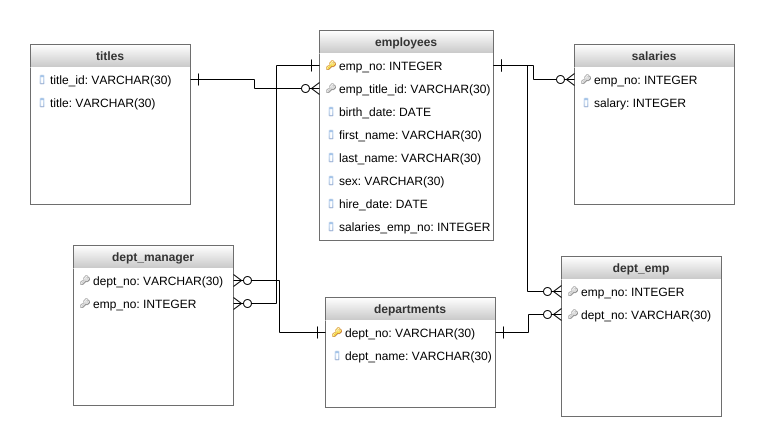 titles
title_id: VARCHAR(30)
title: VARCHAR(30)
employees
emp_no: INTEGER
emp_title_id: VARCHAR(30)
birth_date: DATE
first_name: VARCHAR(30)
last_name: VARCHAR(30)
sex: VARCHAR(30)
hire_date: DATE
salaries_emp_no: INTEGER
salaries
emp_no: INTEGER
salary: INTEGER
dept_manager
dept_no: VARCHAR(30)
emp_no: INTEGER
departments
dept_no: VARCHAR(30)
dept_name: VARCHAR(30)
dept_emp
emp_no: INTEGER
dept_no: VARCHAR(30)